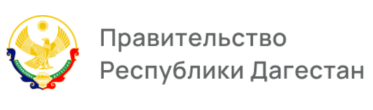 Правительство
Республики Дагестан